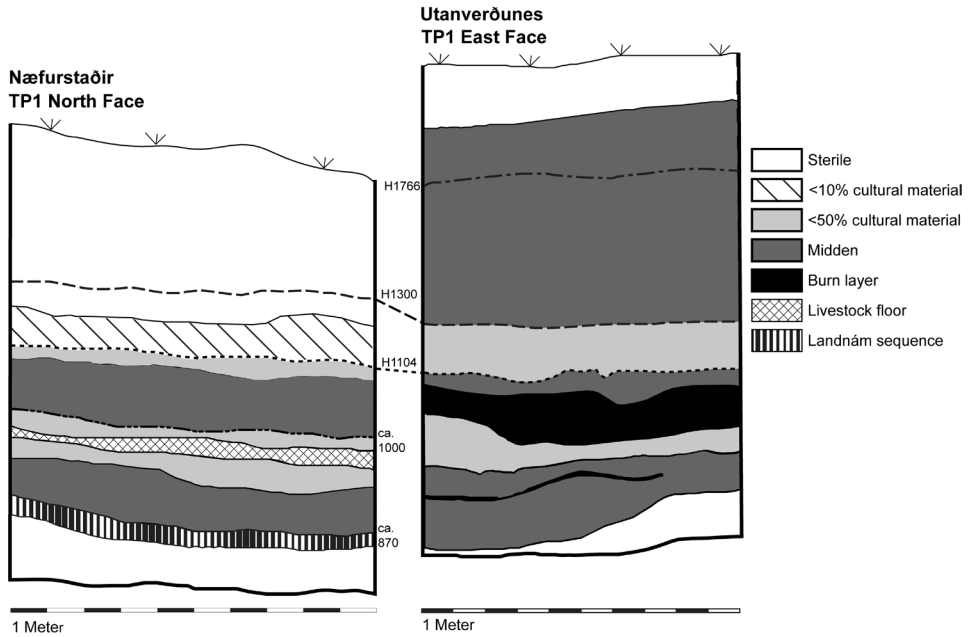 Utanverðunes
TP1 East Face
Næfurstaðir
TP1 North Face
H1766
H1300
H1104
ca.
1000
ca.
870
Sterile
<10% cultural material
<50% cultural material
Midden
Burn layer
Livestock floor
Landnám sequence
1 Meter
1 Meter